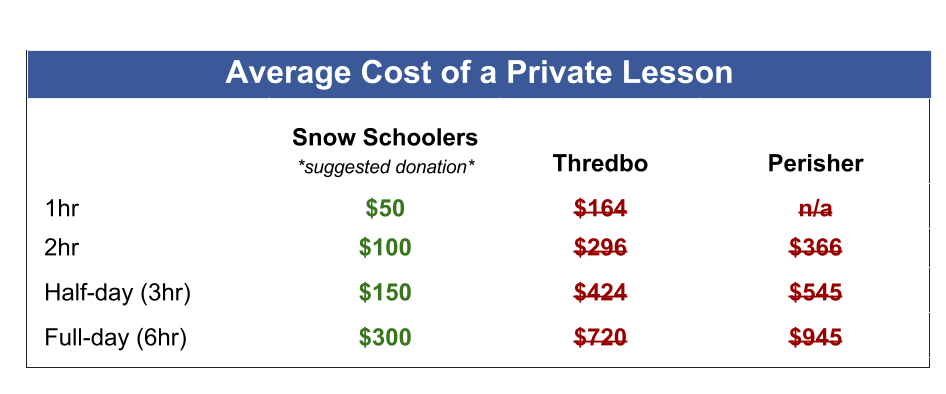 Average Cost of a Private Lesson
Snow Schoolers
*suggested donation*
Thredbo
Perisher
1hr $50 $164 n/a
2hr $100 $296 $366
Half-day (3hr) $150 $424 $545
Full-day (6hr) $300 $720 $945